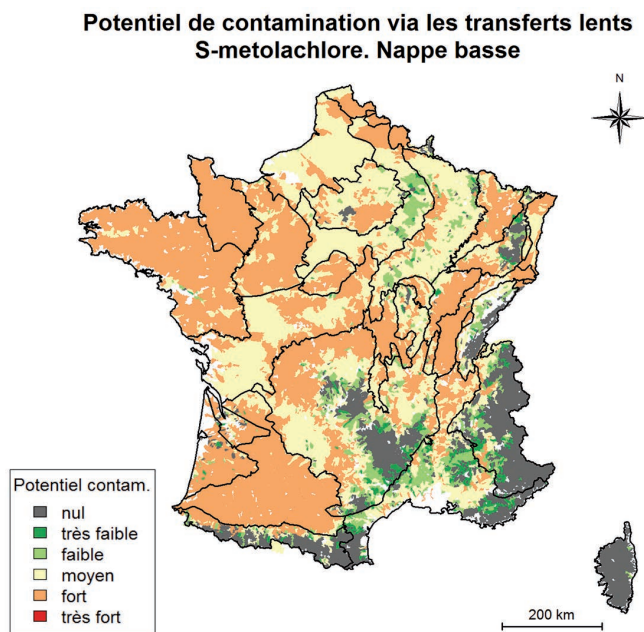 Potentiel de contamination via les transferts lents
S-metolachlore. Nappe basse
N
Potentiel contam.
nul
très faible
faible
moyen
fort
très fort
200 km